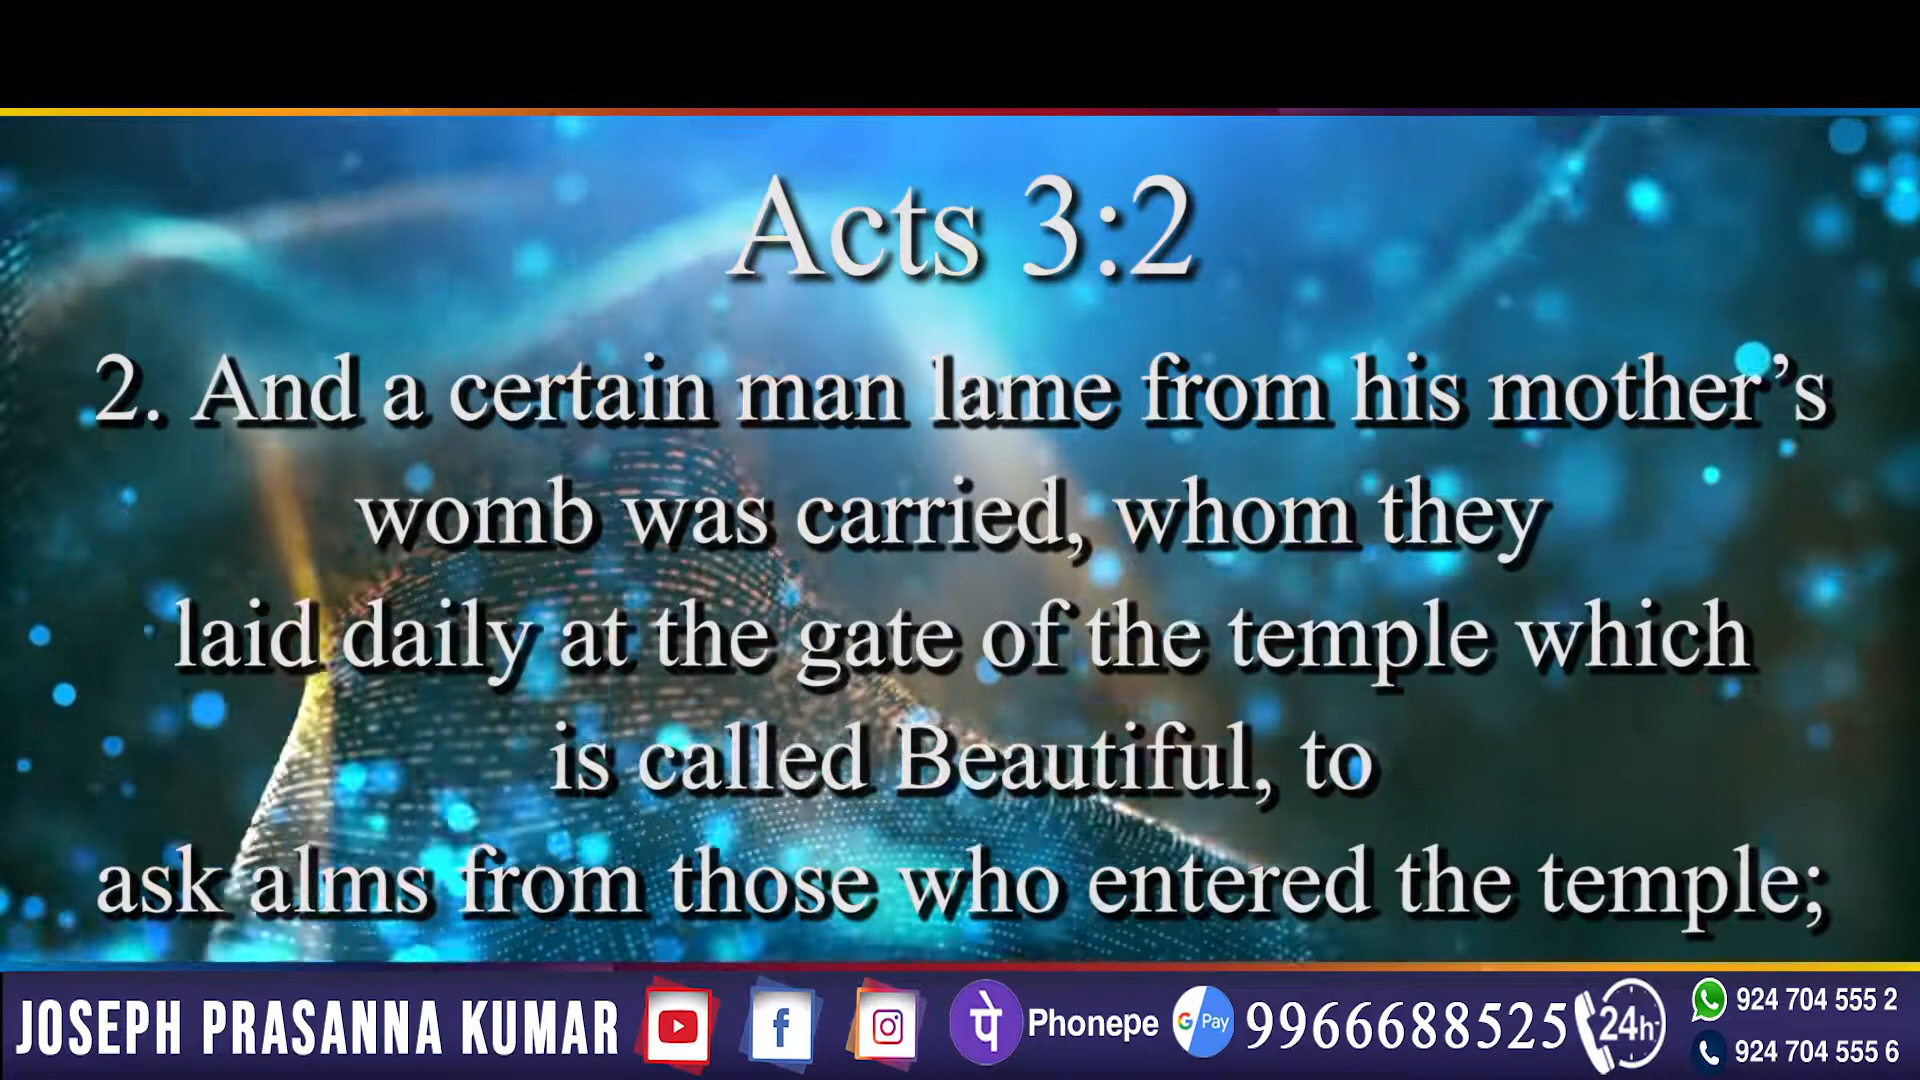 Acts 3:2
2. And a certain man lame from his mother’s
womb was carried, whom they
laid daily at the gate of the temple which
is called Beautiful, to
ask alms from those who entered the temple;
JOSEPH PRASANNA KUMAR f पे Phonepe G Pay 9966688525 24h 924 704 555 2
924 704 555 6